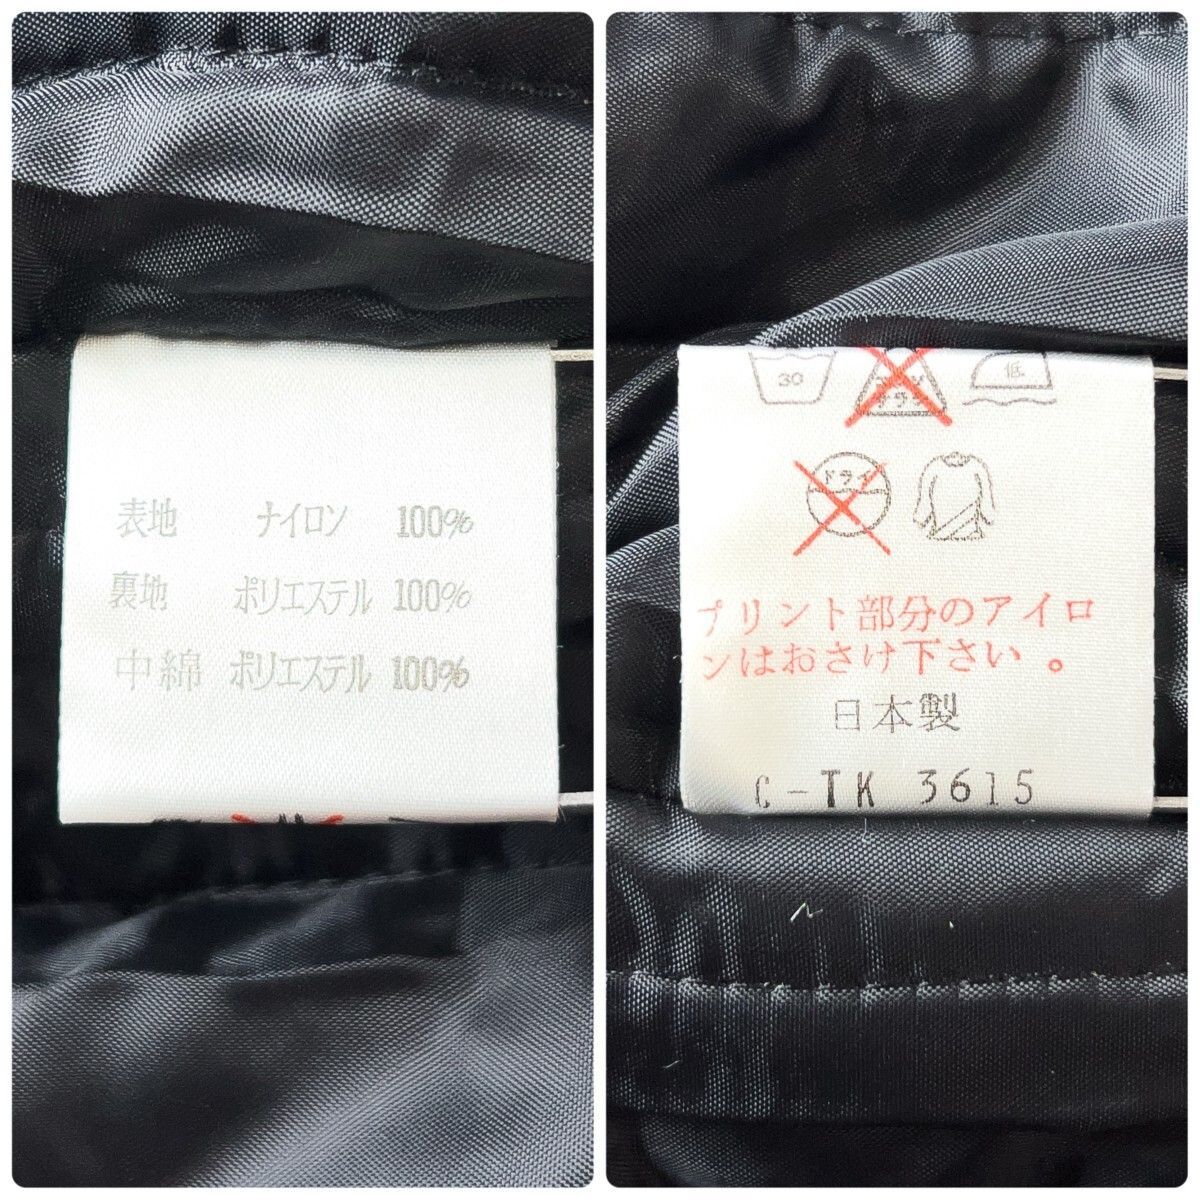 表地 ナイロン 100%
裏地 ポリエステル 100%
中綿 ポリエステル 100%
30
低
ドライ
プリント部分のアイロ
ンはおさけ下さい。
日本製
C-TK 3615